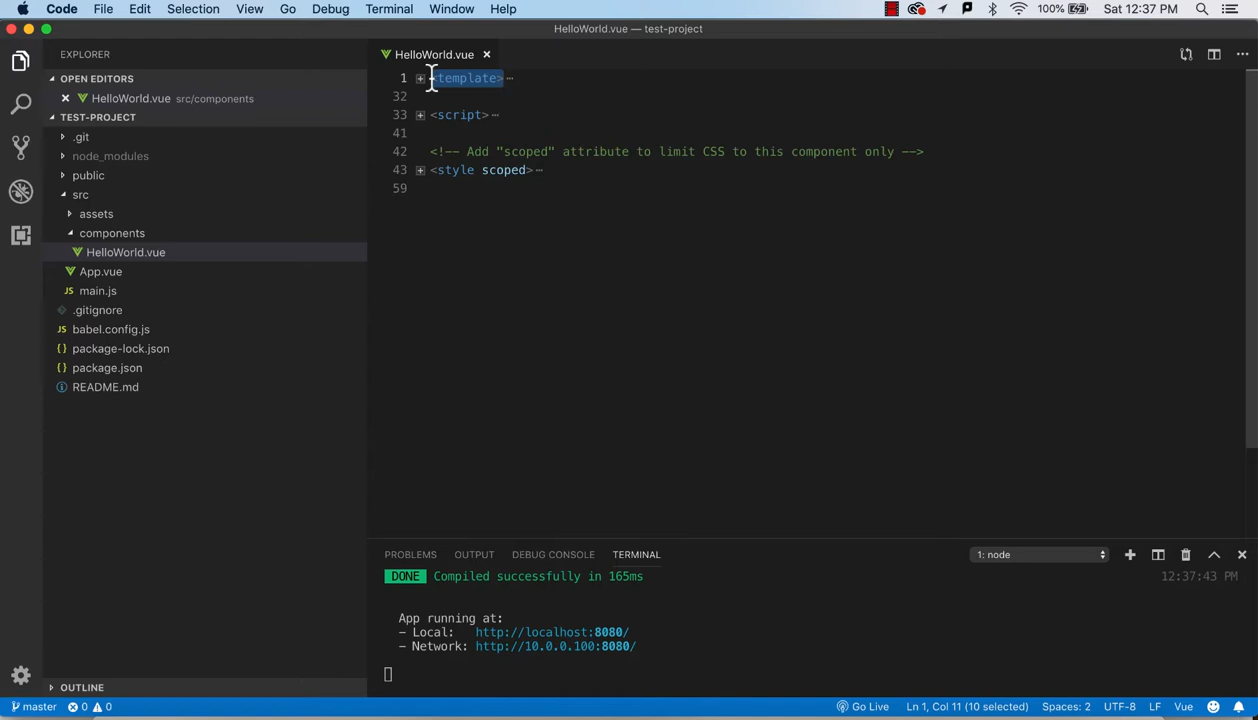 Code File Edit Selection View Go Debug Terminal Window Help 100% Sat 12:37 PM
HelloWorld.vue — test-project
EXPLORER
OPEN EDITORS
HelloWorld.vue src/components
TEST-PROJECT
.git
node_modules
public
src
assets
components
HelloWorld.vue
App.vue
JS main.js
.gitignore
babel.config.js
package-lock.json
package.json
README.md
OUTLINE
HelloWorld.vue
1 <template>
32
33 <script>
41
42 <!-- Add "scoped" attribute to limit CSS to this component only -->
43 <style scoped>
59
PROBLEMS OUTPUT DEBUG CONSOLE TERMINAL 1: node
DONE Compiled successfully in 165ms 12:37:43 PM
App running at:
- Local: http://localhost:8080/
- Network: http://10.0.0.100:8080/
master 0 0 Go Live Ln 1, Col 11 (10 selected) Spaces: 2 UTF-8 LF Vue